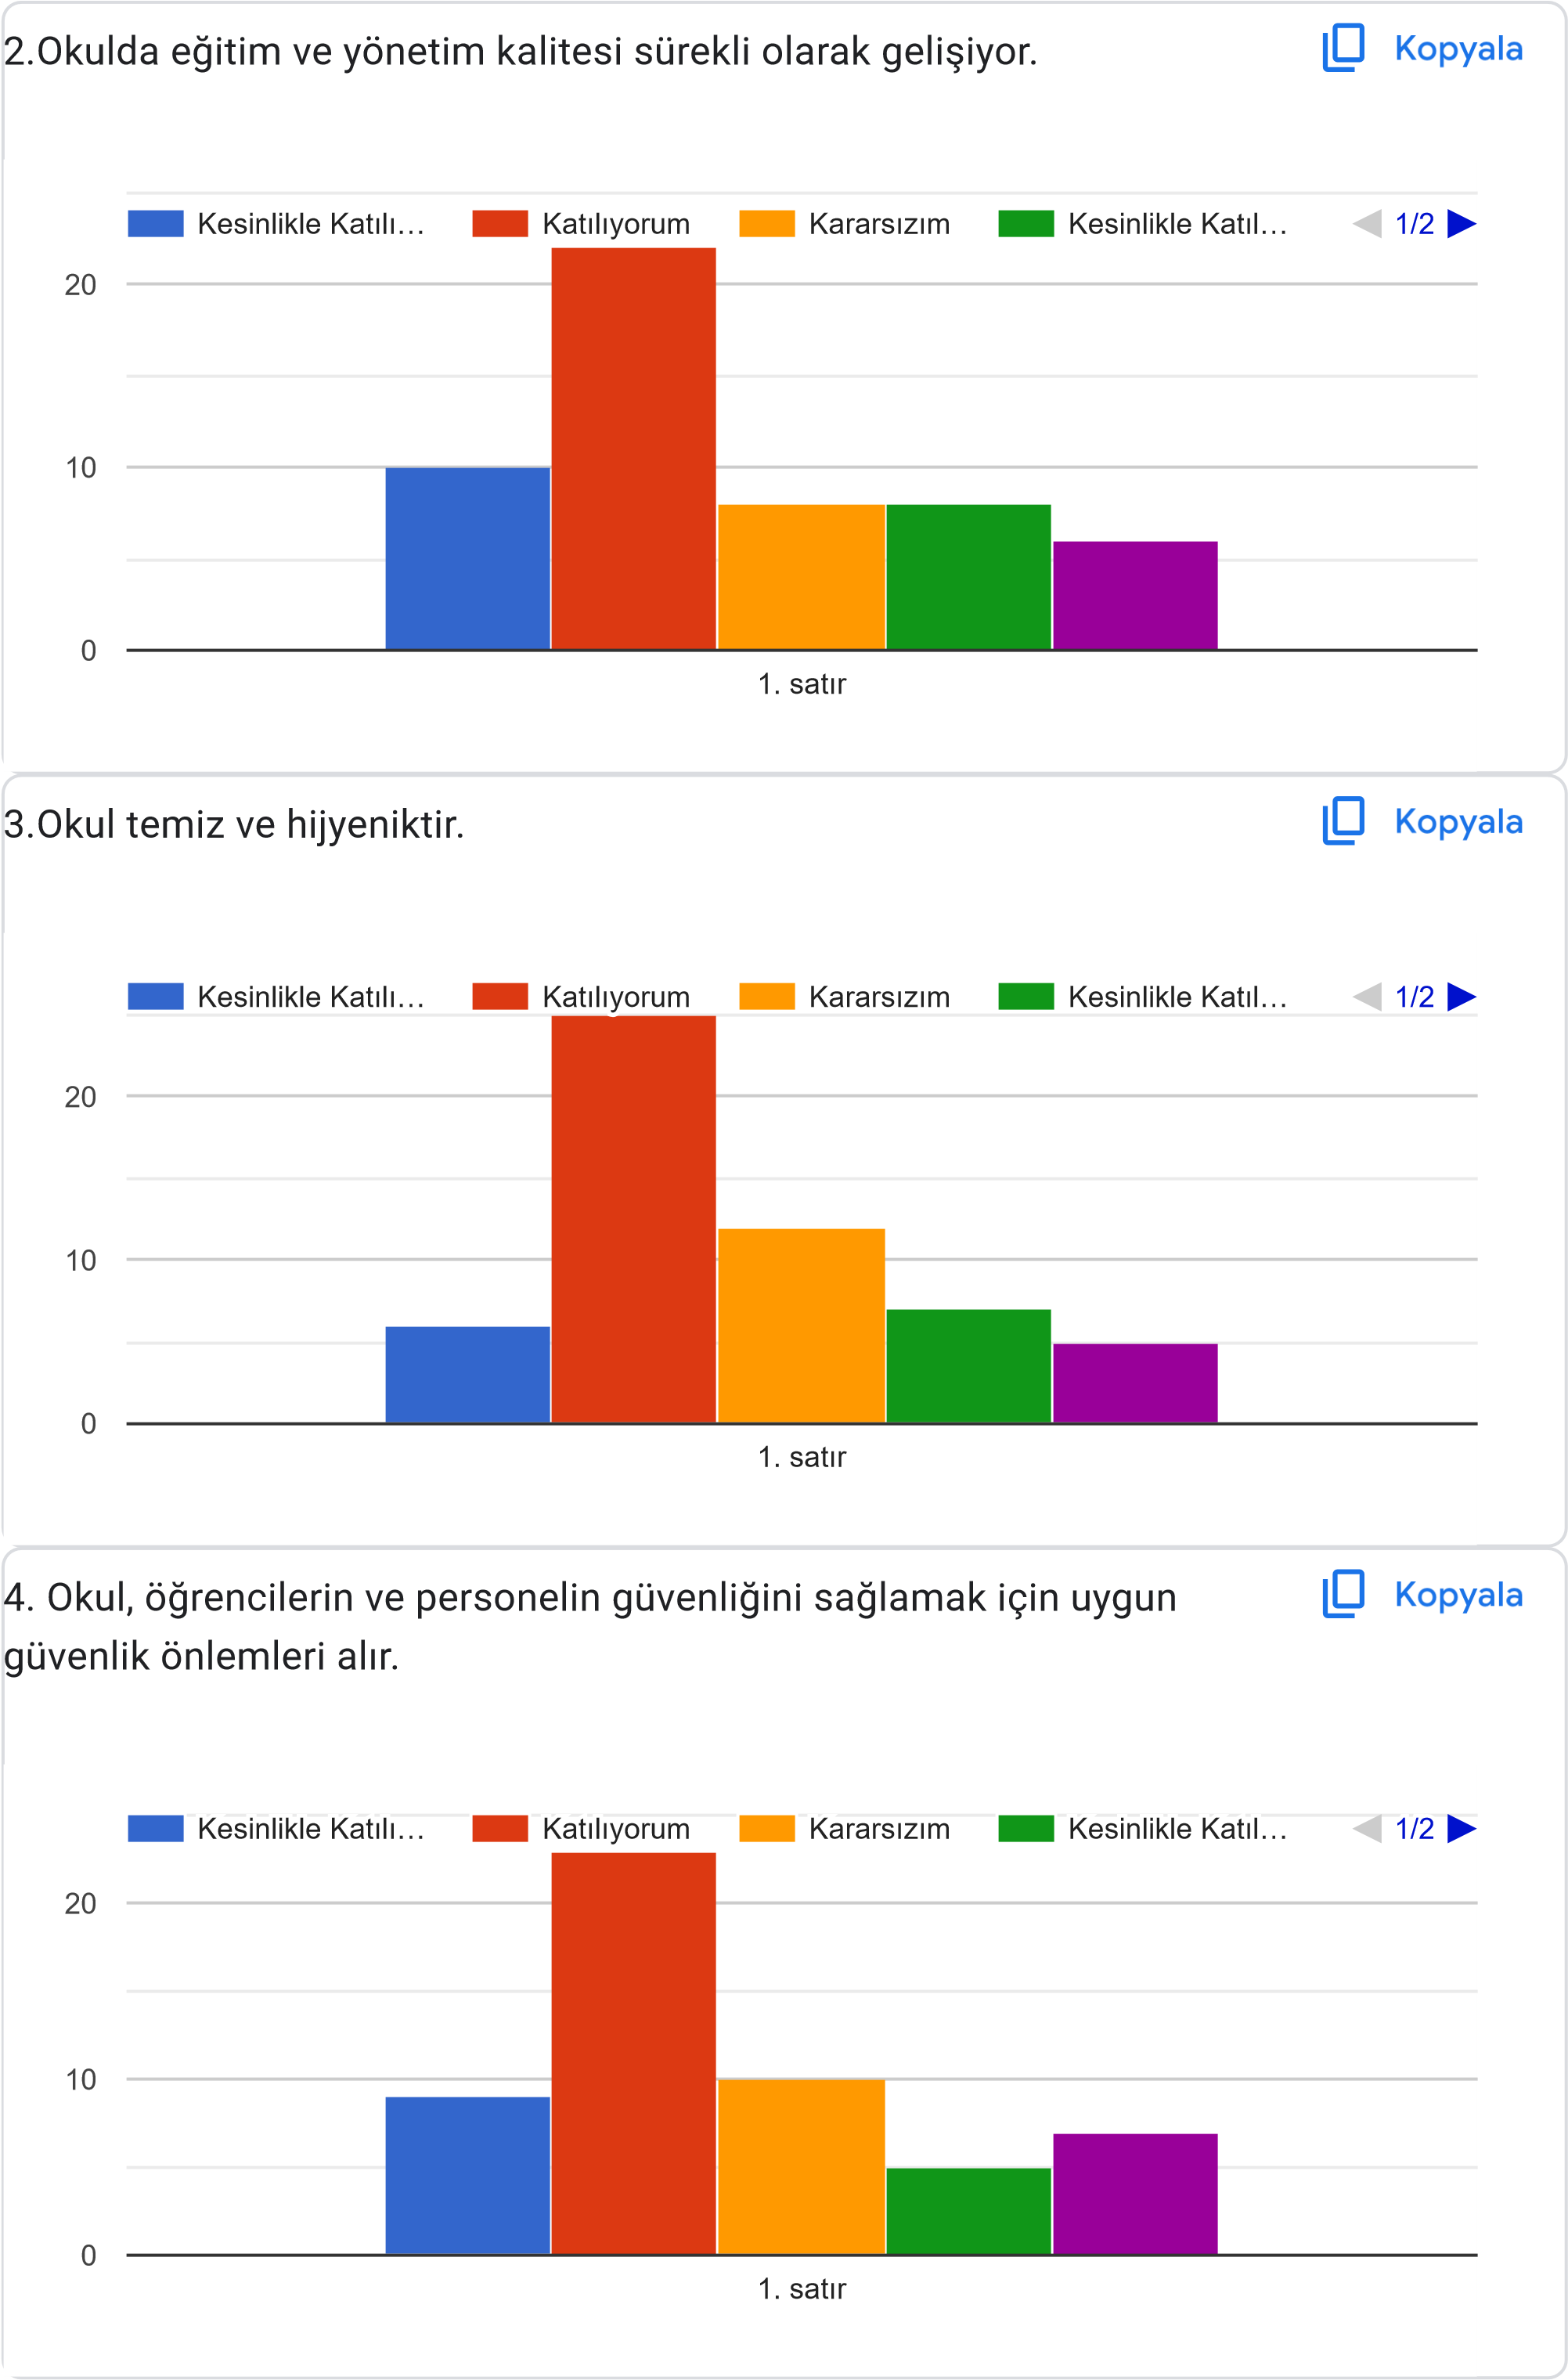 2.Okulda eğitim ve yönetim kalitesi sürekli olarak gelişiyor.
Kopyala
Kesinlikle Katılı… Katılıyorum Kararsızım Kesinlikle Katıl… 1/2
20
10
0
1. satır
3.Okul temiz ve hijyeniktir.
Kopyala
Kesinlikle Katılı… Katılıyorum Kararsızım Kesinlikle Katıl… 1/2
20
10
0
1. satır
4. Okul, öğrencilerin ve personelin güvenliğini sağlamak için uygun
güvenlik önlemleri alır.
Kopyala
Kesinlikle Katılı… Katılıyorum Kararsızım Kesinlikle Katıl… 1/2
20
10
0
1. satır